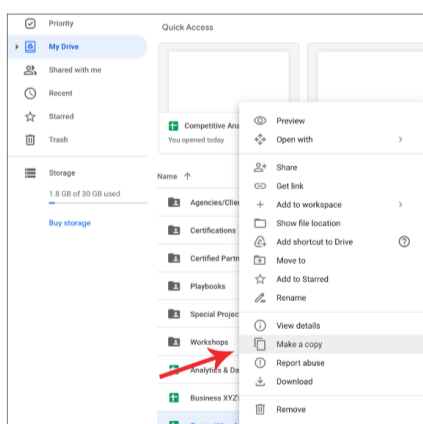 Priority
My Drive
Shared with me
Recent
Starred
Trash
Storage
1.8 GB of 30 GB used
Buy storage
Quick Access
Competitive Ana
You opened today
Name
Agencies/Clie
Certifications
Certified Partn
Playbooks
Special Projec
Workshops
Analytics & Da
Business XYZ
Preview
Open with
Share
Get link
Add to workspace
Show file location
Add shortcut to Drive
Move to
Add to Starred
Rename
View details
Make a copy
Report abuse
Download
Remove